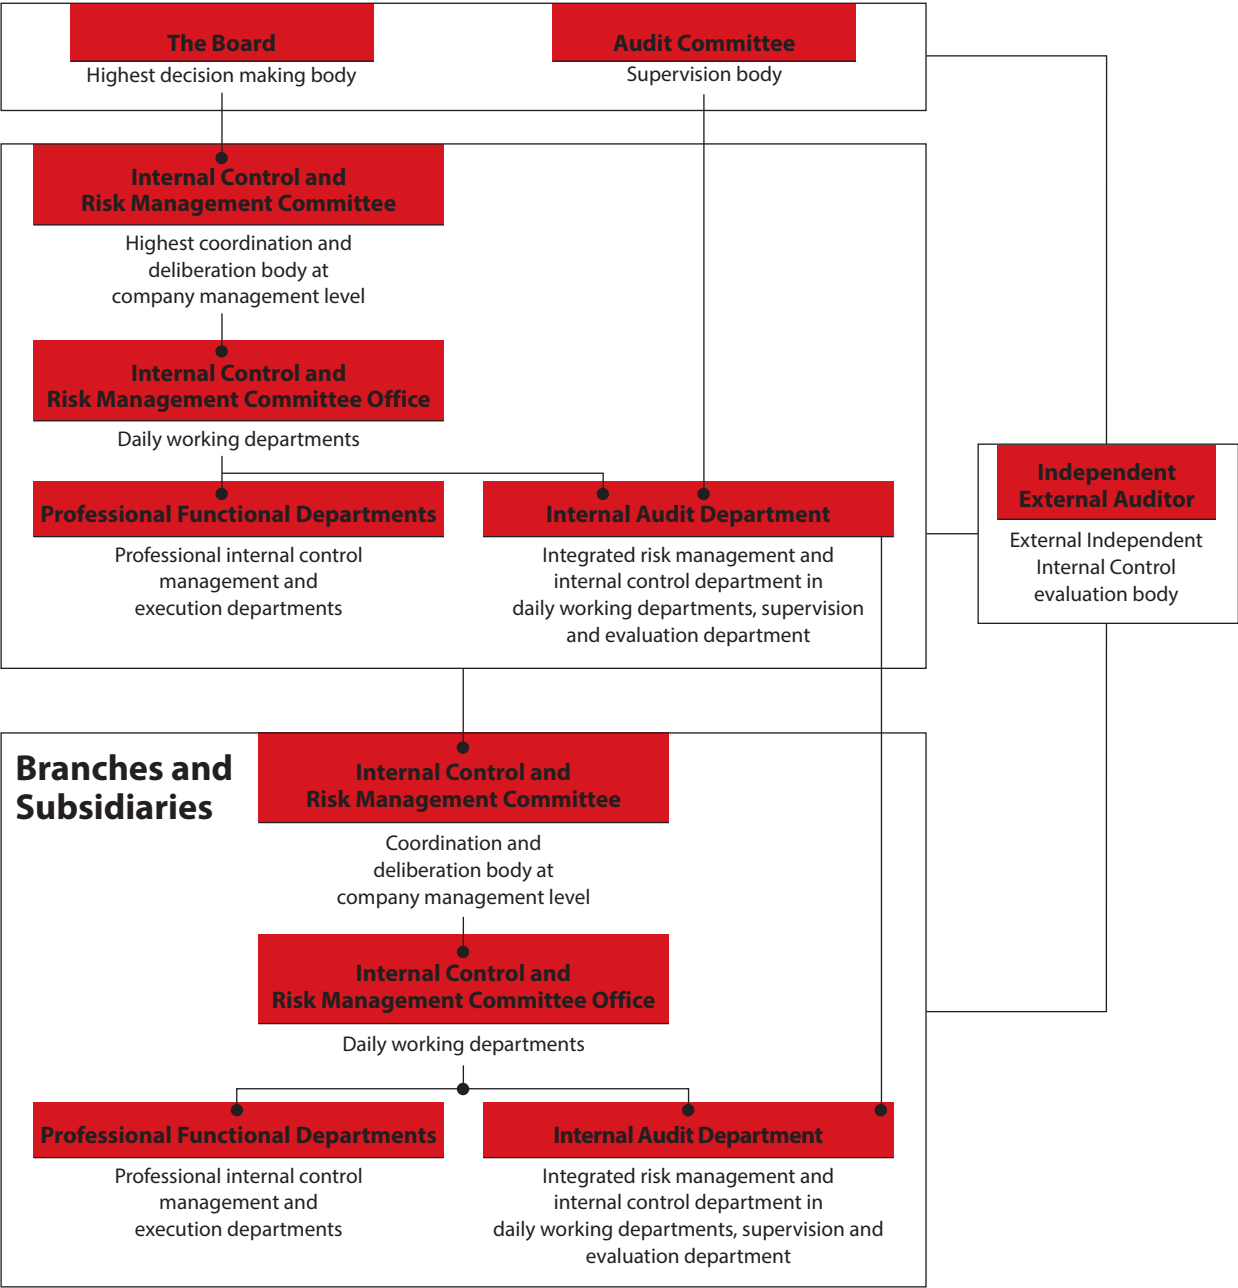 The Board
Highest decision making body
Audit Committee
Supervision body
Internal Control and
Risk Management Committee
Highest coordination and
deliberation body at
company management level
Internal Control and
Risk Management Committee Office
Daily working departments
Professional Functional Departments
Professional internal control
management and
execution departments
Internal Audit Department
Integrated risk management and
internal control department in
daily working departments, supervision
and evaluation department
Independent
External Auditor
External Independent
Internal Control
evaluation body
Branches and
Subsidiaries
Internal Control and
Risk Management Committee
Coordination and
deliberation body at
company management level
Internal Control and
Risk Management Committee Office
Daily working departments
Professional Functional Departments
Professional internal control
management and
execution departments
Internal Audit Department
Integrated risk management and
internal control department in
daily working departments, supervision and
evaluation department